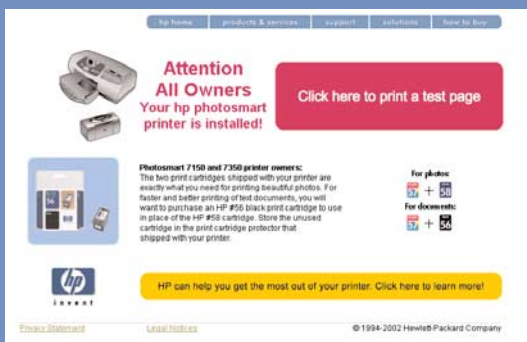 hp home products & services support solutions how to buy
Attention
All Owners
Your hp photosmart
printer is installed!
Click here to print a test page
Photosmart 7150 and 7350 printer owners:
The two print cartridges shipped with your printer are
exactly what you need for printing beautiful photos. For
faster and better printing of text documents, you will
want to purchase an HP #56 black print cartridge to use
in place of the HP #58 cartridge. Store the unused
cartridge in the print cartridge protector that
shipped with your printer.
For photos:
57 + 58
For documents:
57 + 56
56
hp
invent
HP can help you get the most out of your printer. Click here to learn more!
Privacy Statement Legal Notices © 1994-2002 Hewlett-Packard Company